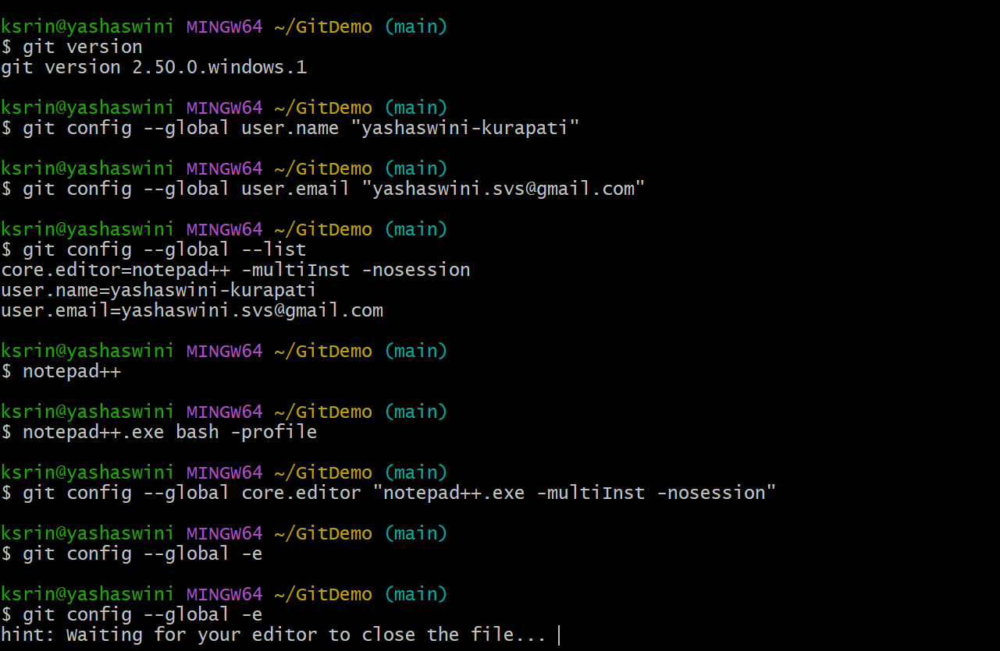 ksrin@yashaswini MINGW64 ~/GitDemo (main)
$ git version
git version 2.50.0.windows.1
ksrin@yashaswini MINGW64 ~/GitDemo (main)
$ git config --global user.name "yashaswini-kurapati"
ksrin@yashaswini MINGW64 ~/GitDemo (main)
$ git config --global user.email "yashaswini.svs@gmail.com"
ksrin@yashaswini MINGW64 ~/GitDemo (main)
$ git config --global --list
core.editor=notepad++ -multiInst -nosession
user.name=yashaswini-kurapati
user.email=yashaswini.svs@gmail.com
ksrin@yashaswini MINGW64 ~/GitDemo (main)
$ notepad++
ksrin@yashaswini MINGW64 ~/GitDemo (main)
$ notepad++.exe bash -profile
ksrin@yashaswini MINGW64 ~/GitDemo (main)
$ git config --global core.editor "notepad++.exe -multiInst -nosession"
ksrin@yashaswini MINGW64 ~/GitDemo (main)
$ git config --global -e
ksrin@yashaswini MINGW64 ~/GitDemo (main)
$ git config --global -e
hint: Waiting for your editor to close the file...